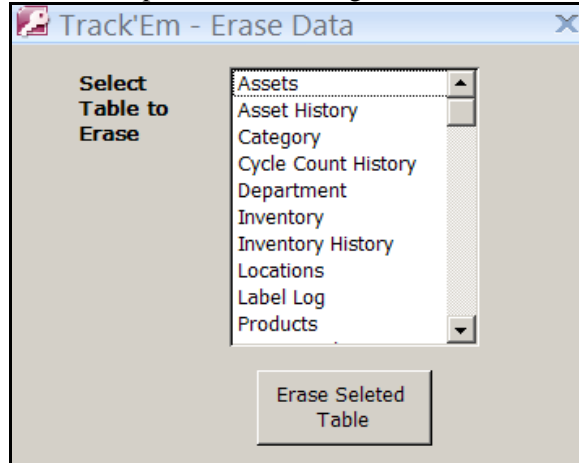 Track'Em - Erase Data
Select
Table to
Erase
Assets
Asset History
Category
Cycle Count History
Department
Inventory
Inventory History
Locations
Label Log
Products
Erase Seleted
Table